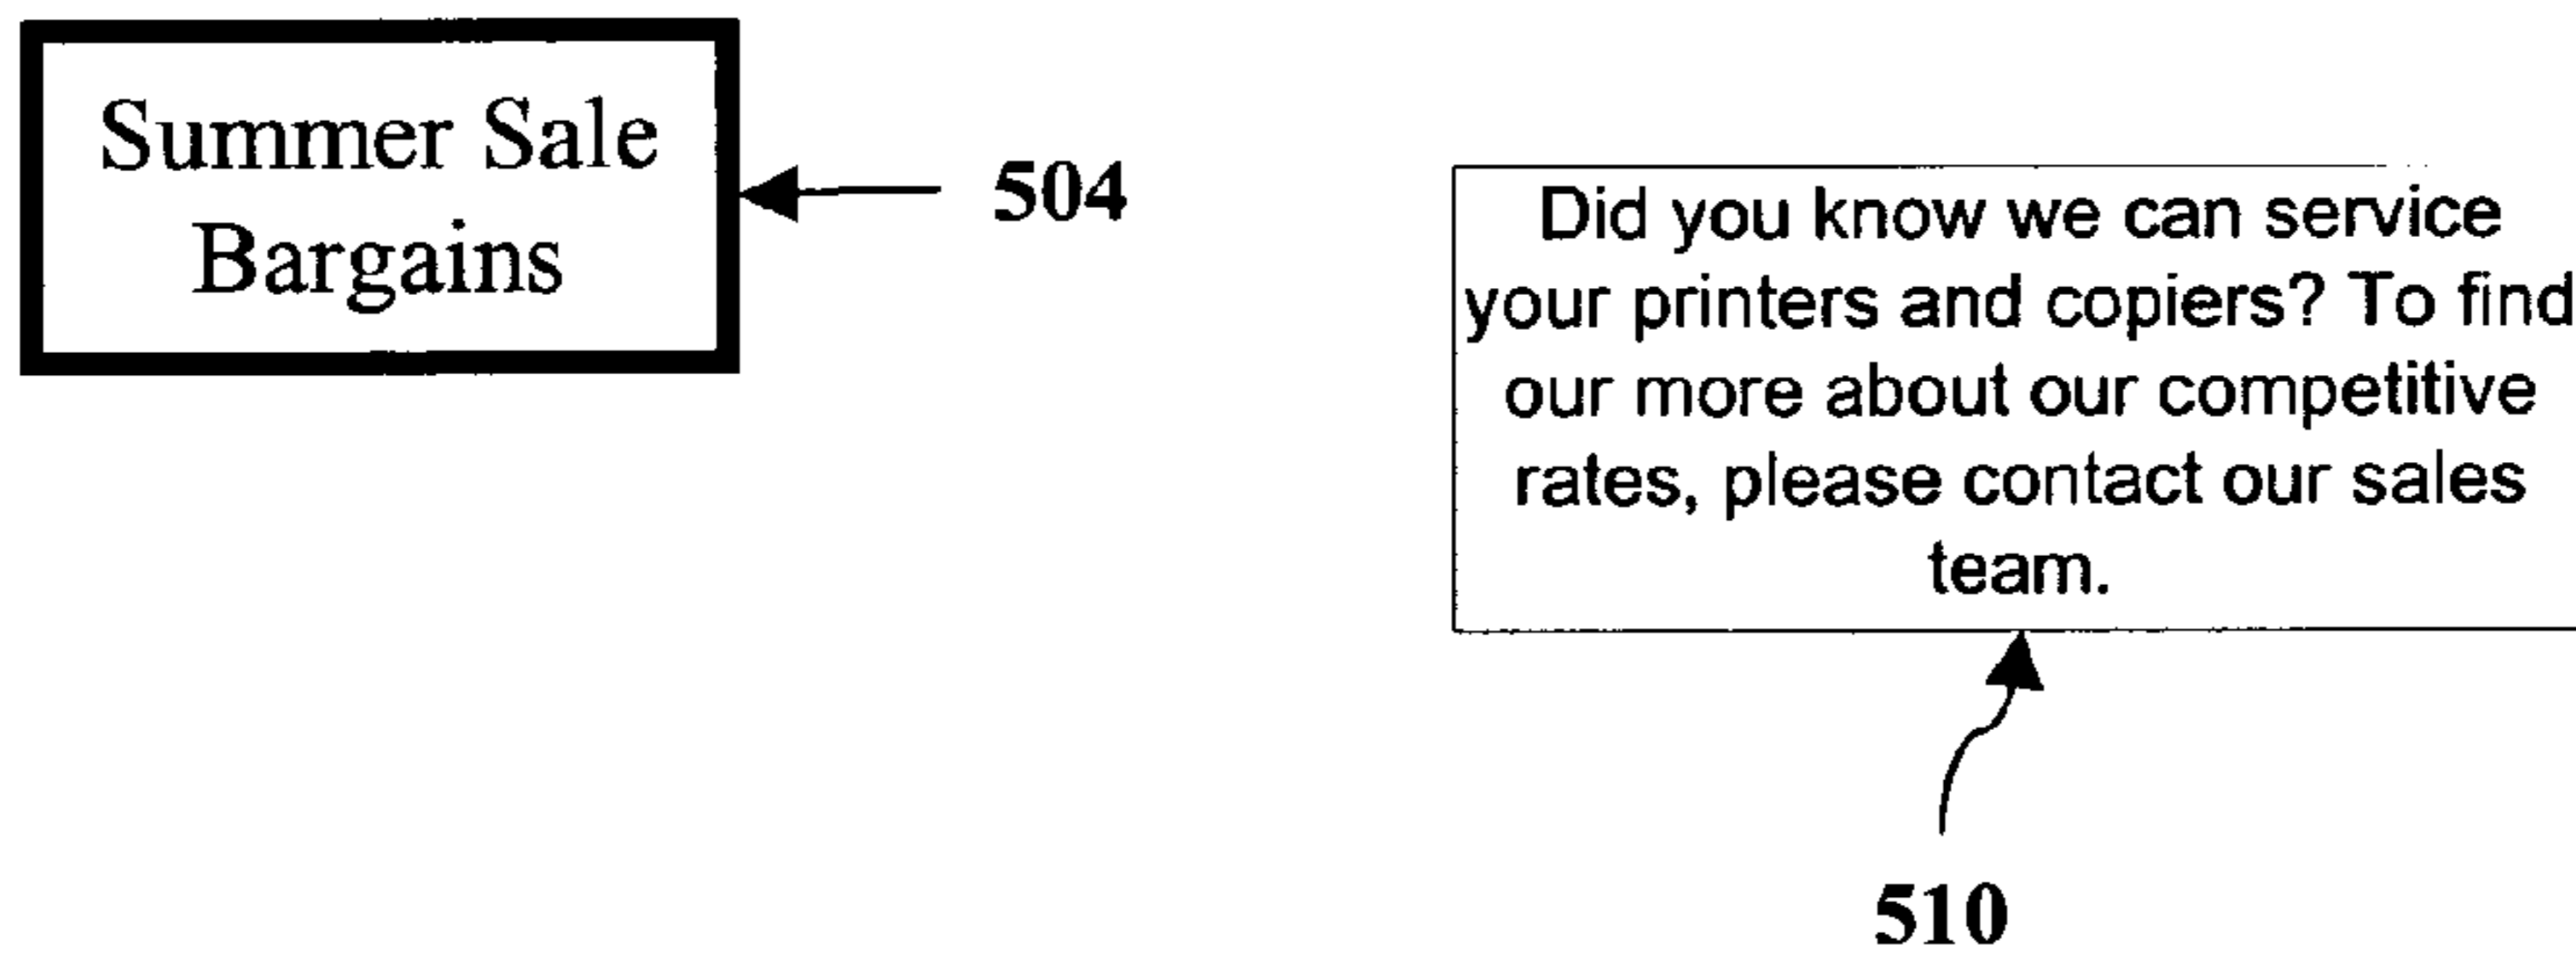 Summer Sale
Bargains
504
Did you know we can service
your printers and copiers? To find
our more about our competitive
rates, please contact our sales
team.
510